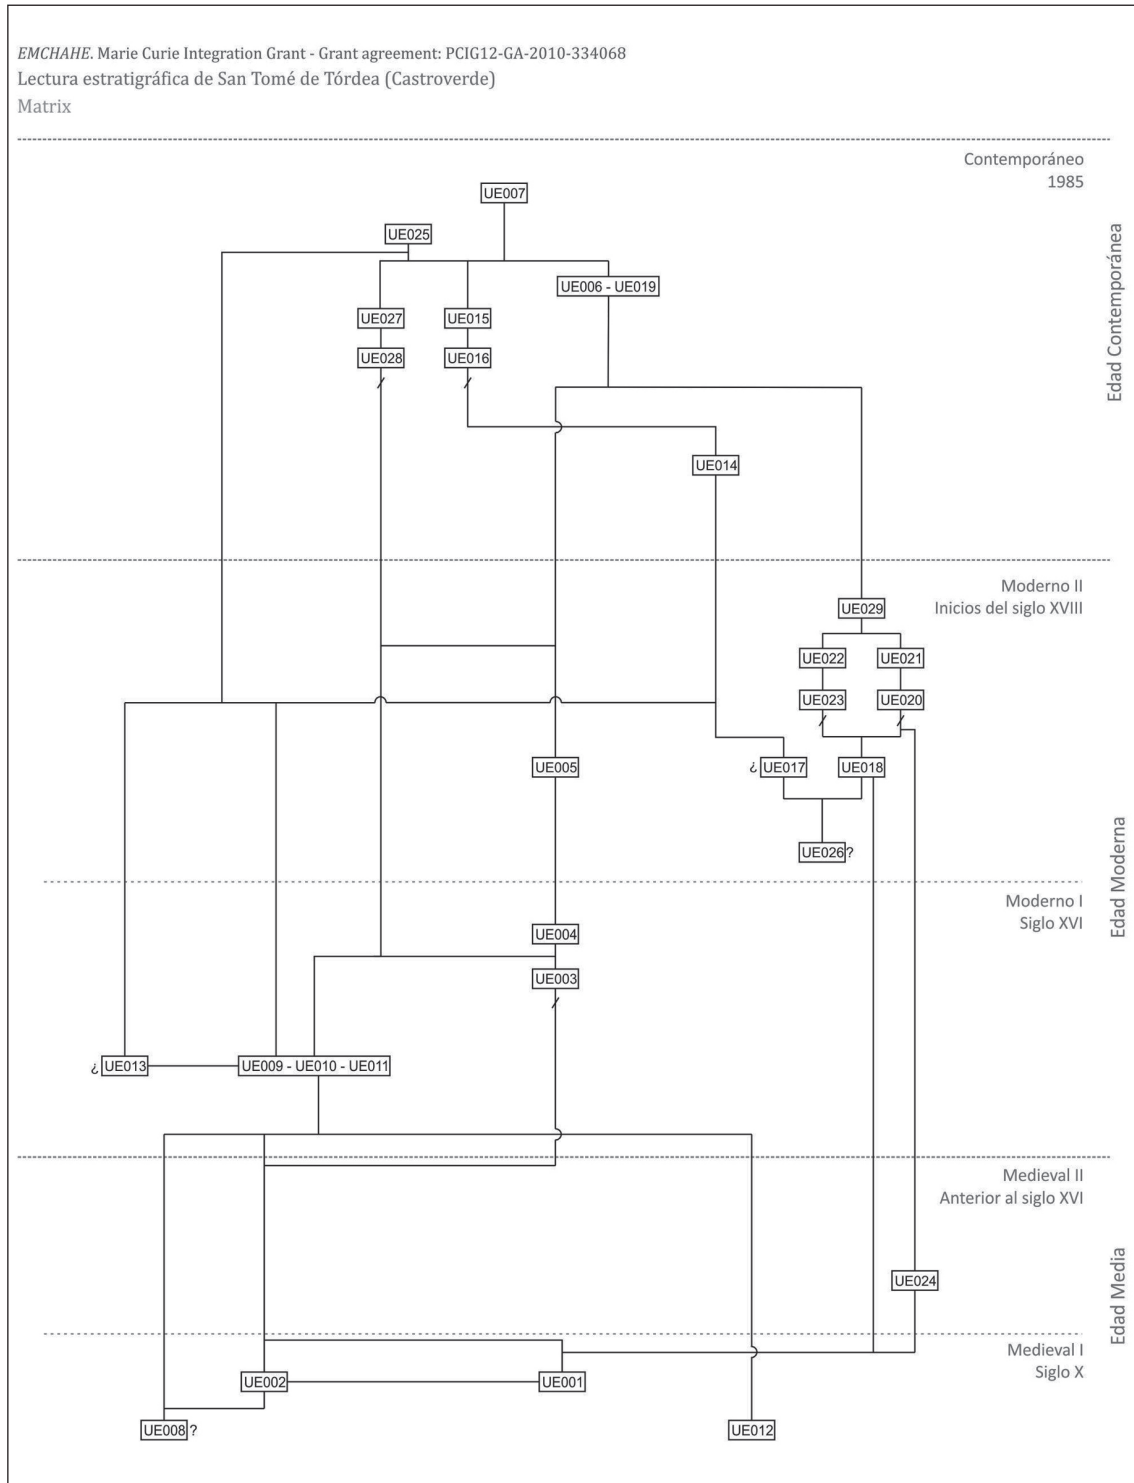 EMCHAHE. Marie Curie Integration Grant - Grant agreement: PCIG12-GA-2010-334068
Lectura estratigráfica de San Tomé de Tórdea (Castroverde)
Matrix
Contemporáneo
1985
Edad Contemporánea
UE007
UE025
UE006 - UE019
UE027
UE015
UE028
UE016
UE014
Moderno II
Inicios del siglo XVIII
Edad Moderna
UE029
UE022
UE021
UE023
UE020
UE005
¿ UE017
UE018
UE026?
Moderno I
Siglo XVI
UE004
UE003
¿ UE013
UE009 - UE010 - UE011
Medieval II
Anterior al siglo XVI
Edad Media
UE024
Medieval I
Siglo X
UE002
UE001
UE008 ?
UE012